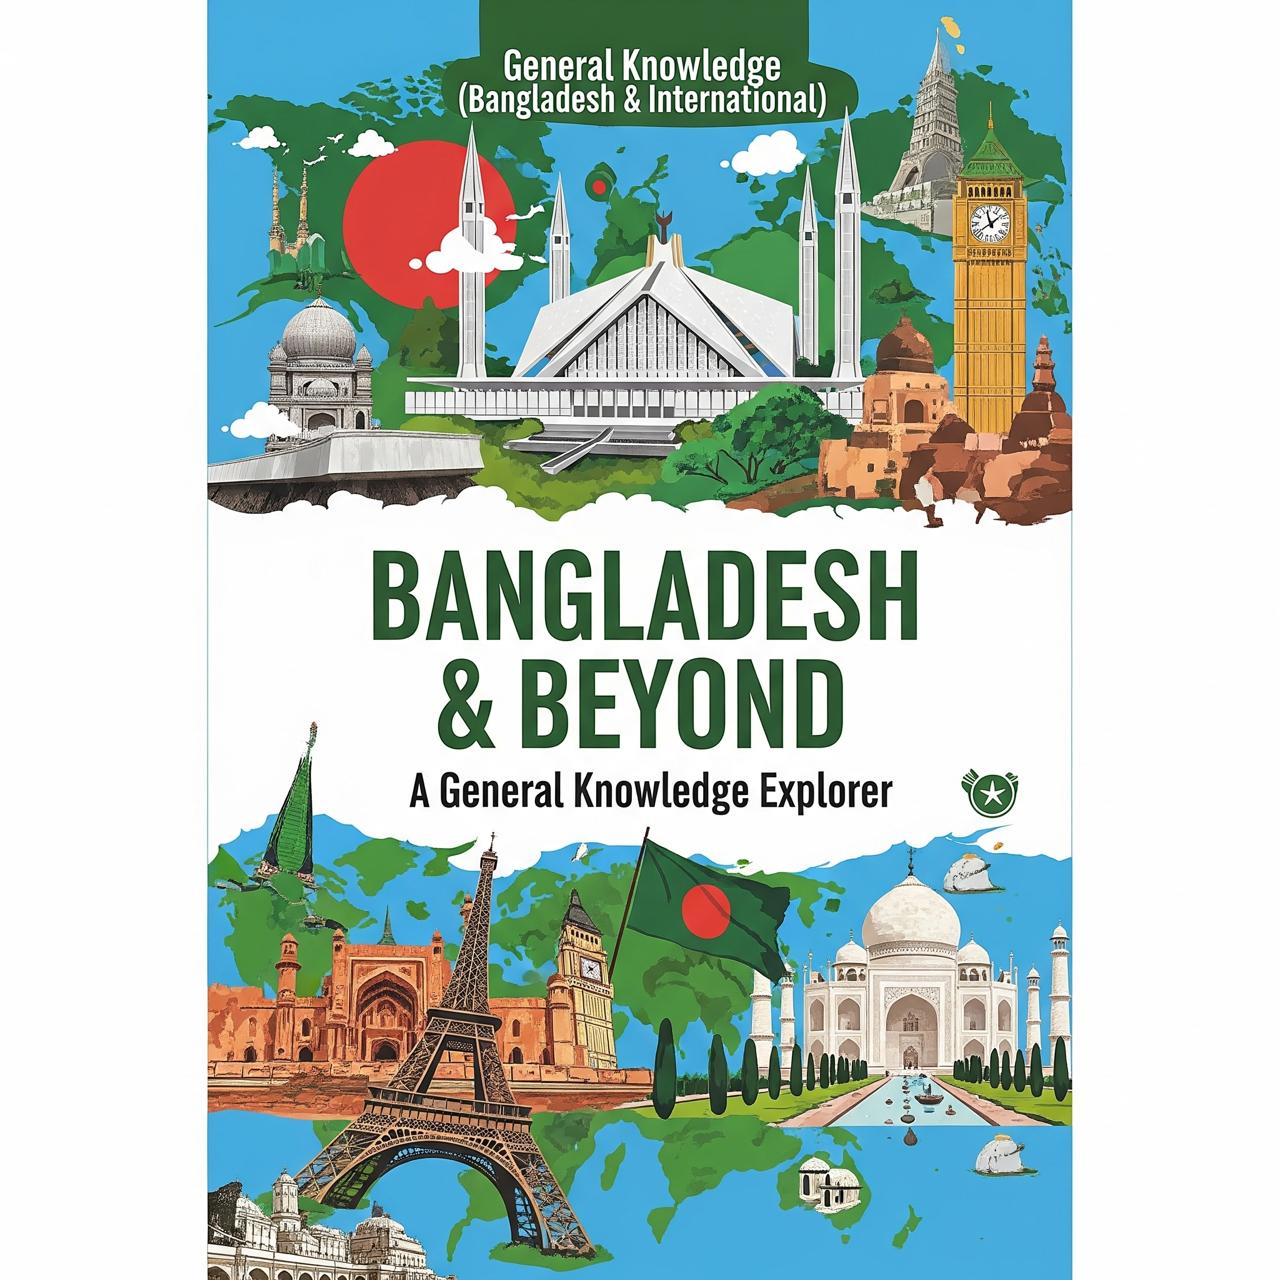 General Knowledge
(Bangladesh & International)
BANGLADESH
& BEYOND
A General Knowledge Explorer